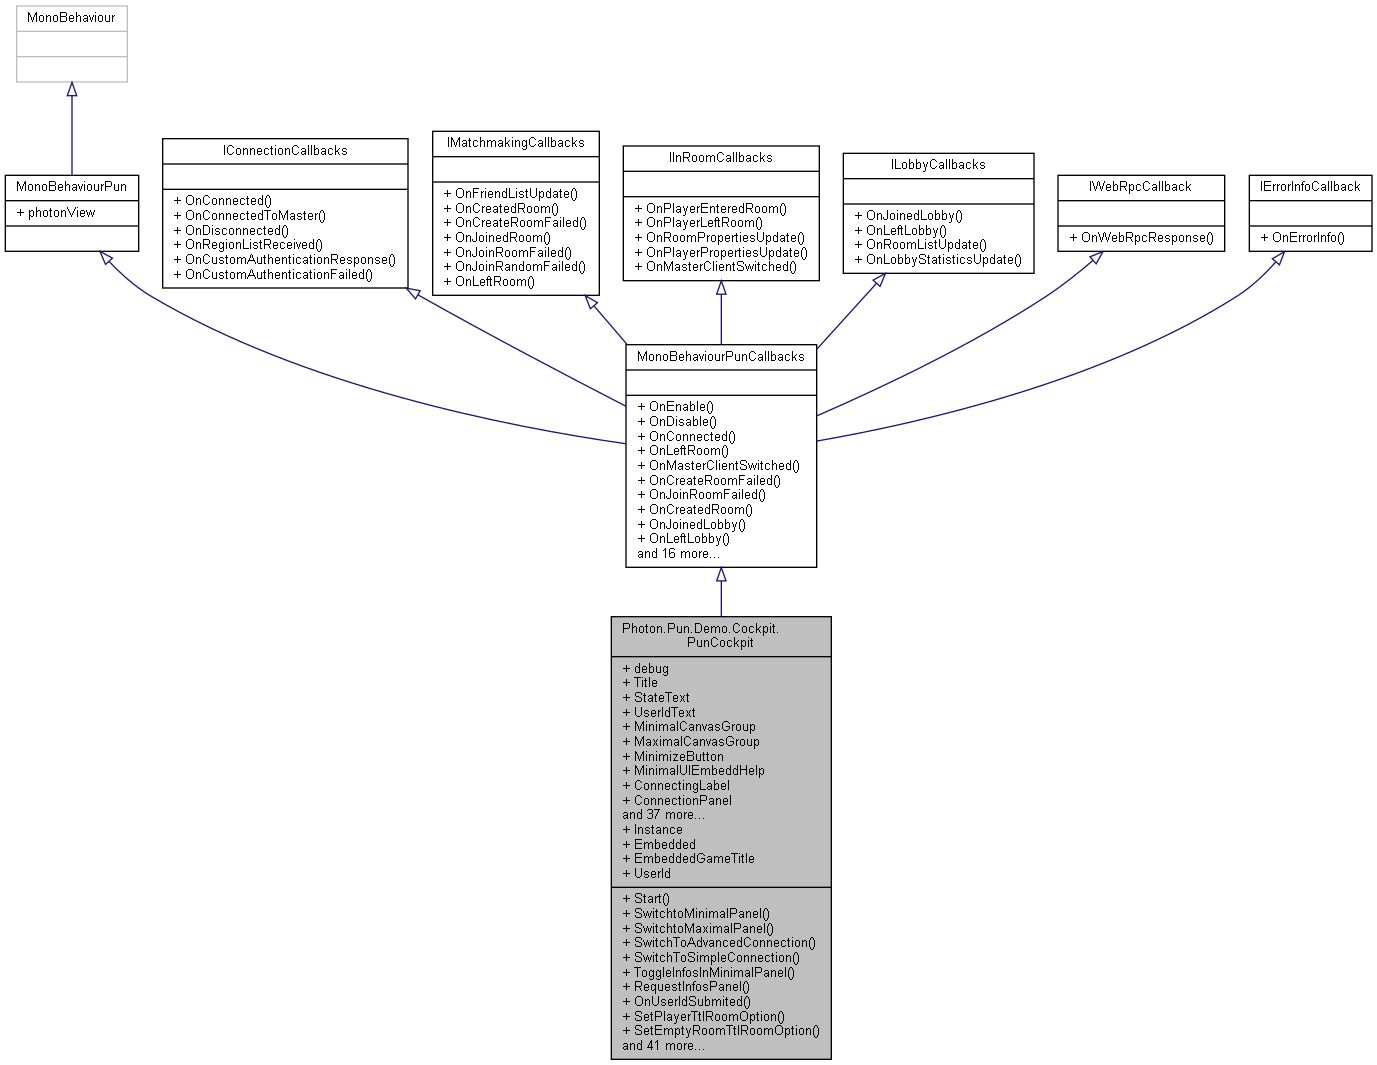 MonoBehaviour
MonoBehaviourPun
+ photonView
IConnectionCallbacks
+ OnConnected()
+ OnConnectedToMaster()
+ OnDisconnected()
+ OnRegionListReceived()
+ OnCustomAuthenticationResponse()
+ OnCustomAuthenticationFailed()
IMatchmakingCallbacks
+ OnFriendListUpdate()
+ OnCreatedRoom()
+ OnCreateRoomFailed()
+ OnJoinedRoom()
+ OnJoinRoomFailed()
+ OnJoinRandomFailed()
+ OnLeftRoom()
IInRoomCallbacks
+ OnPlayerEnteredRoom()
+ OnPlayerLeftRoom()
+ OnRoomPropertiesUpdate()
+ OnPlayerPropertiesUpdate()
+ OnMasterClientSwitched()
ILobbyCallbacks
+ OnJoinedLobby()
+ OnLeftLobby()
+ OnRoomListUpdate()
+ OnLobbyStatisticsUpdate()
IWebRpcCallback
+ OnWebRpcResponse()
IErrorInfoCallback
+ OnErrorInfo()
MonoBehaviourPunCallbacks
+ OnEnable()
+ OnDisable()
+ OnConnected()
+ OnLeftRoom()
+ OnMasterClientSwitched()
+ OnCreateRoomFailed()
+ OnJoinRoomFailed()
+ OnCreatedRoom()
+ OnJoinedLobby()
+ OnLeftLobby()
and 16 more...
Photon.Pun.Demo.Cockpit.
PunCockpit
+ debug
+ Title
+ StateText
+ UserIdText
+ MinimalCanvasGroup
+ MaximalCanvasGroup
+ MinimizeButton
+ MinimalUIEmbeddHelp
+ ConnectingLabel
+ ConnectionPanel
and 37 more...
+ Instance
+ Embedded
+ EmbeddedGameTitle
+ UserId
+ Start()
+ SwitchtoMinimalPanel()
+ SwitchtoMaximalPanel()
+ SwitchToAdvancedConnection()
+ SwitchToSimpleConnection()
+ ToggleInfosInMinimalPanel()
+ RequestInfosPanel()
+ OnUserIdSubmited()
+ SetPlayerTtlRoomOption()
+ SetEmptyRoomTtlRoomOption()
and 41 more...